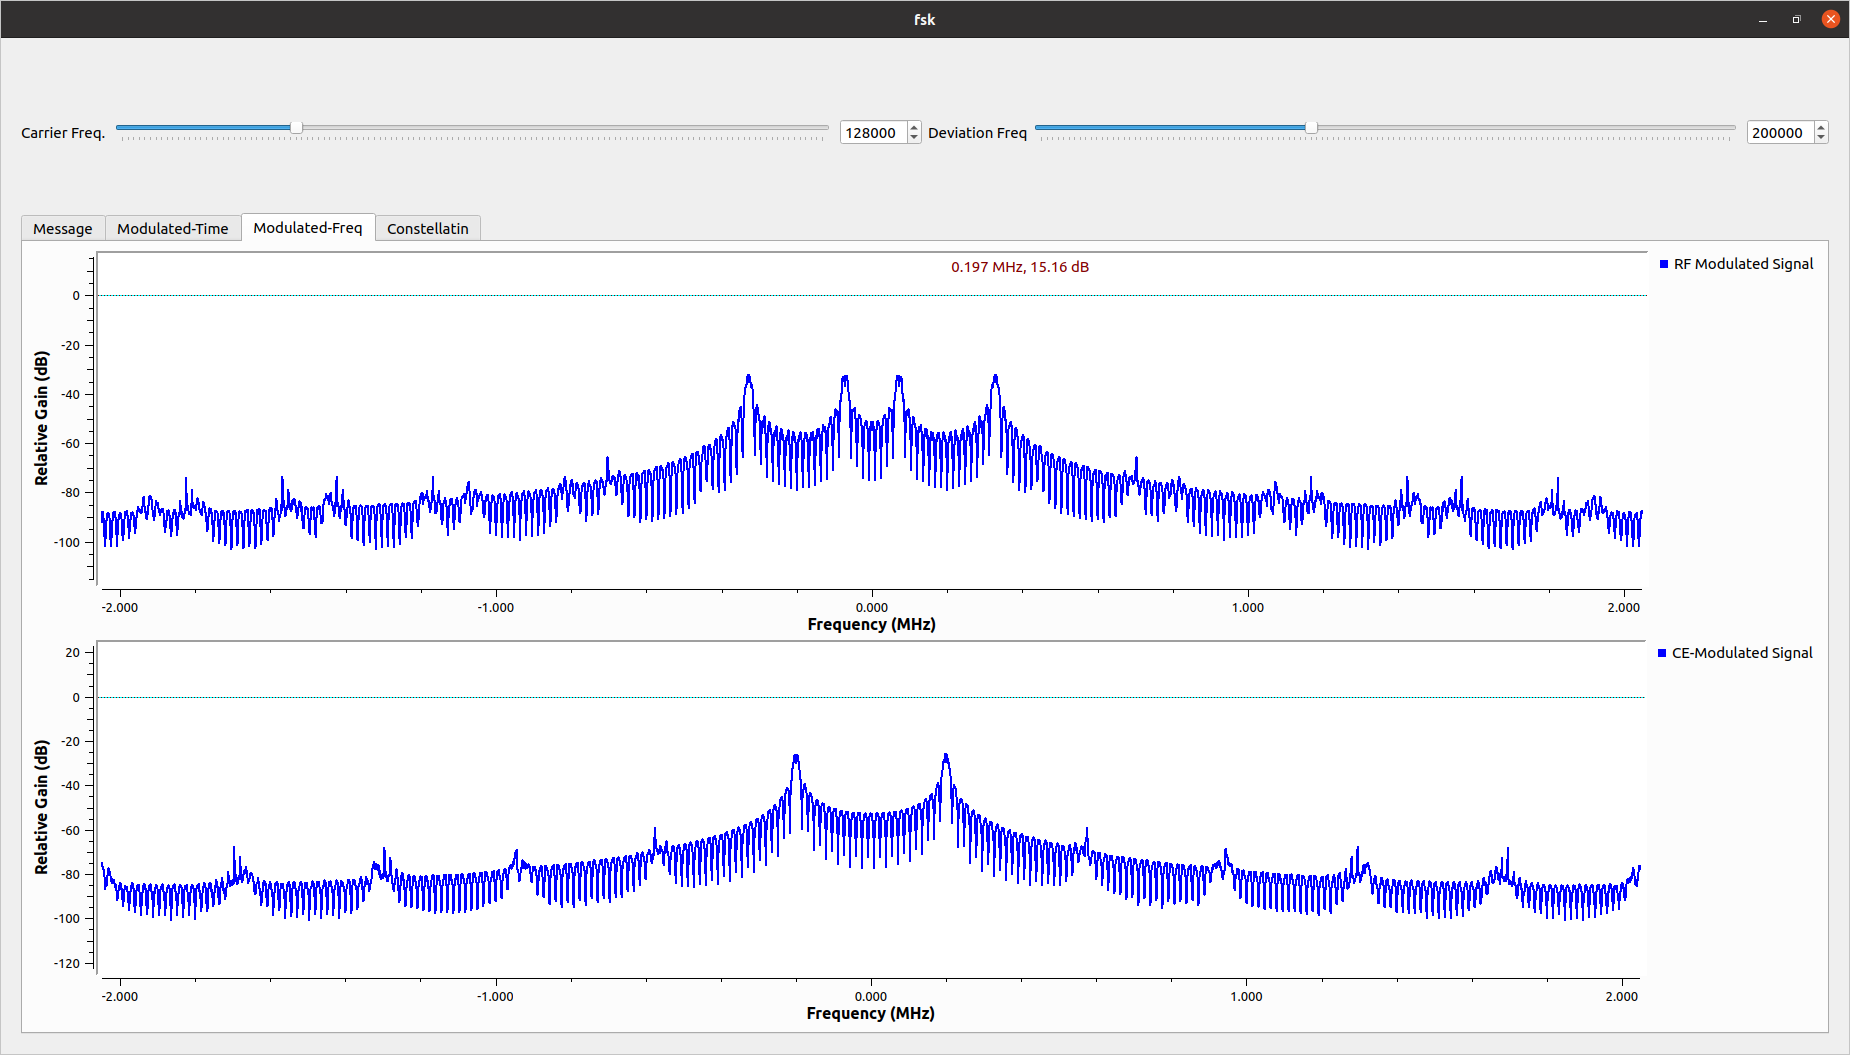 fsk
Carrier Freq. 128000 Deviation Freq 200000
Message Modulated-Time Modulated-Freq Constellatin
0.197 MHz, 15.16 dB
RF Modulated Signal
Relative Gain (dB)
0
-20
-40
-60
-80
-100
-2.000 -1.000 0.000 1.000 2.000
Frequency (MHz)
CE-Modulated Signal
Relative Gain (dB)
20
0
-20
-40
-60
-80
-100
-120
-2.000 -1.000 0.000 1.000 2.000
Frequency (MHz)